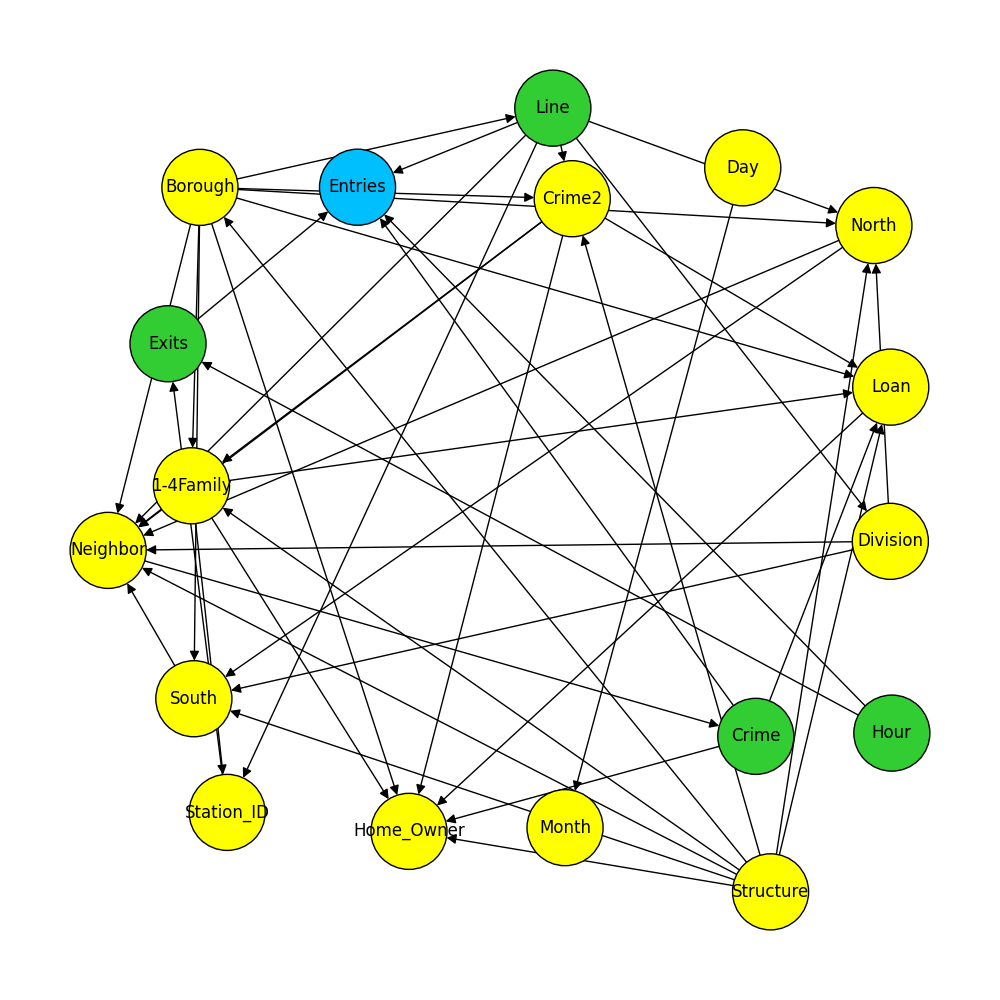 Line
Day
Borough
Entries
Crime2
North
Exits
Loan
1-4Family
Division
Neighbor
South
Hour
Crime
Station_ID
Month
Home_Owner
Structure